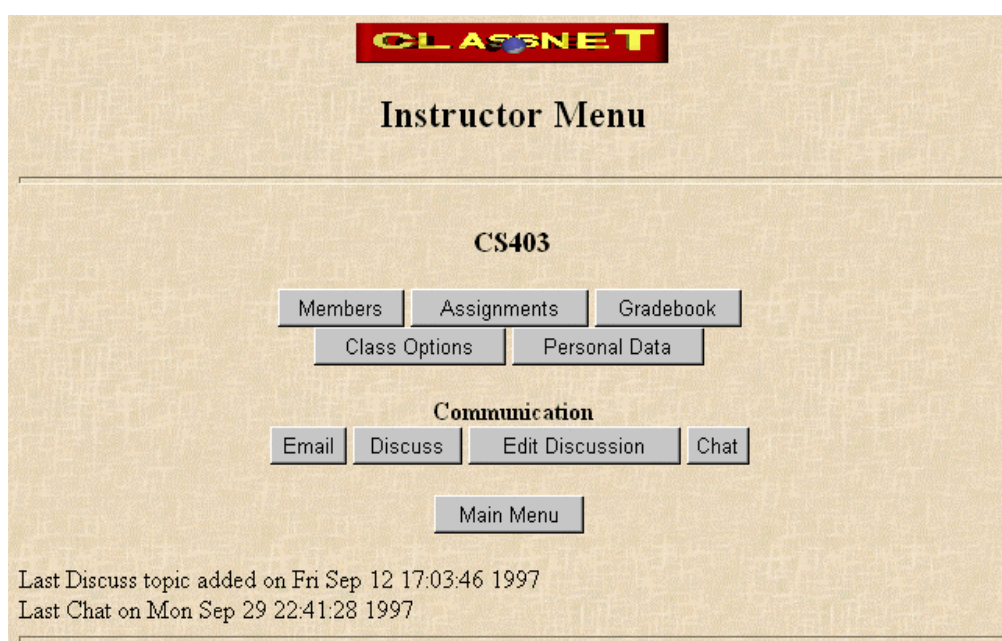 CLASSNET
Instructor Menu
CS403
Members Assignments Gradebook
Class Options Personal Data
Communication
Email Discuss Edit Discussion Chat
Main Menu
Last Discuss topic added on Fri Sep 12 17:03:46 1997
Last Chat on Mon Sep 29 22:41:28 1997